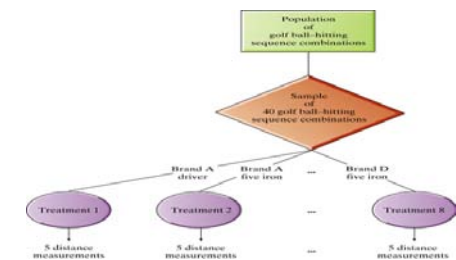 Population
of
golf ball–hitting
sequence combinations
Sample
of
40 golf ball–hitting
sequence combinations
Brand A
driver
Brand A
five iron
...
Brand D
five iron
Treatment 1
Treatment 2
...
Treatment 8
5 distance
measurements
5 distance
measurements
...
5 distance
measurements